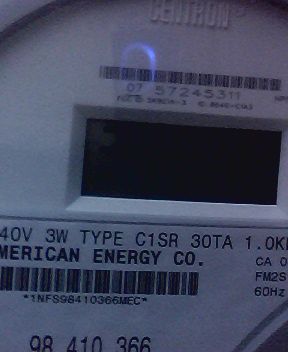 CENTRON
07 57245311
40V 3W TYPE C1SR 30TA 1.0K
MERICAN ENERGY CO.
CA 0
FM2S
60Hz
*1NFS98410366MEC*
98 410 366